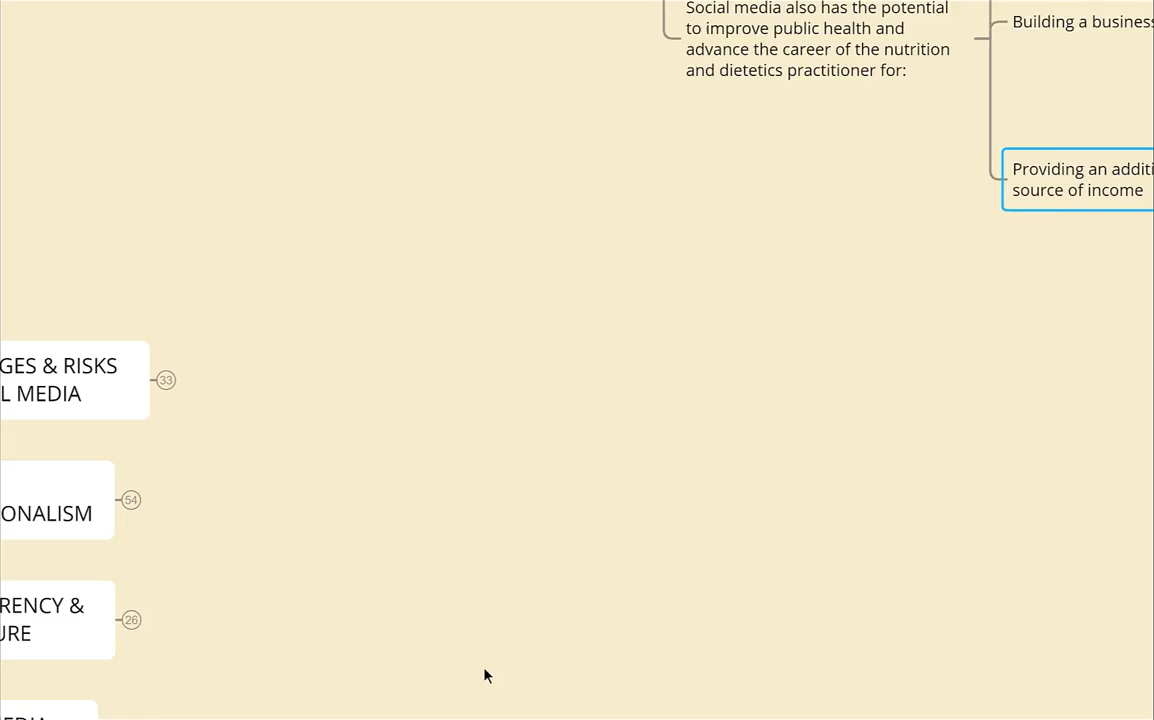 Social media also has the potential
to improve public health and
advance the career of the nutrition
and dietetics practitioner for:
Building a business
Providing an additi
source of income
GES & RISKS
L MEDIA
33
ONALISM
54
RENCY &
URE
26
EDIA